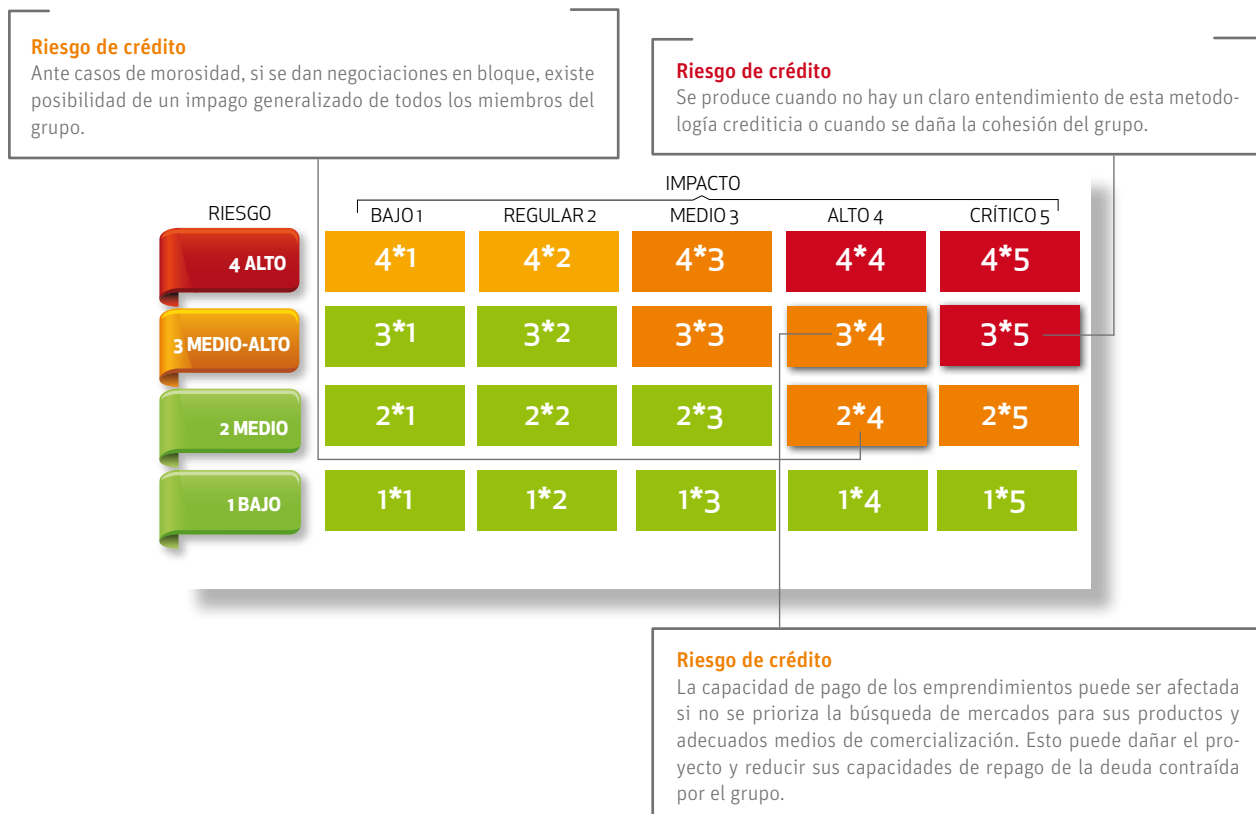 Riesgo de crédito
Ante casos de morosidad, si se dan negociaciones en bloque, existe
posibilidad de un impago generalizado de todos los miembros del
grupo.
Riesgo de crédito
Se produce cuando no hay un claro entendimiento de esta metodo-
logía crediticia o cuando se daña la cohesión del grupo.
IMPACTO
RIESGO BAJO 1 REGULAR 2 MEDIO 3 ALTO 4 CRÍTICO 5
4 ALTO 4*1 4*2 4*3 4*4 4*5
3 MEDIO-ALTO 3*1 3*2 3*3 3*4 3*5
2 MEDIO 2*1 2*2 2*3 2*4 2*5
1 BAJO 1*1 1*2 1*3 1*4 1*5
Riesgo de crédito
La capacidad de pago de los emprendimientos puede ser afectada
si no se prioriza la búsqueda de mercados para sus productos y
adecuados medios de comercialización. Esto puede dañar el pro-
yecto y reducir sus capacidades de repago de la deuda contraída
por el grupo.